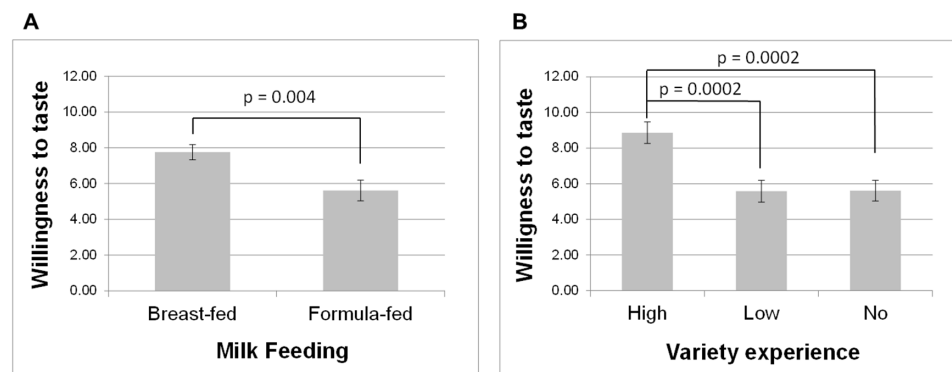 A
12.00
10.00
8.00
6.00
4.00
2.00
0.00
Willingness to taste
p = 0.004
Breast-fed
Formula-fed
Milk Feeding
B
12.00
10.00
8.00
6.00
4.00
2.00
0.00
Willigness to taste
p = 0.0002
p = 0.0002
High
Low
No
Variety experience